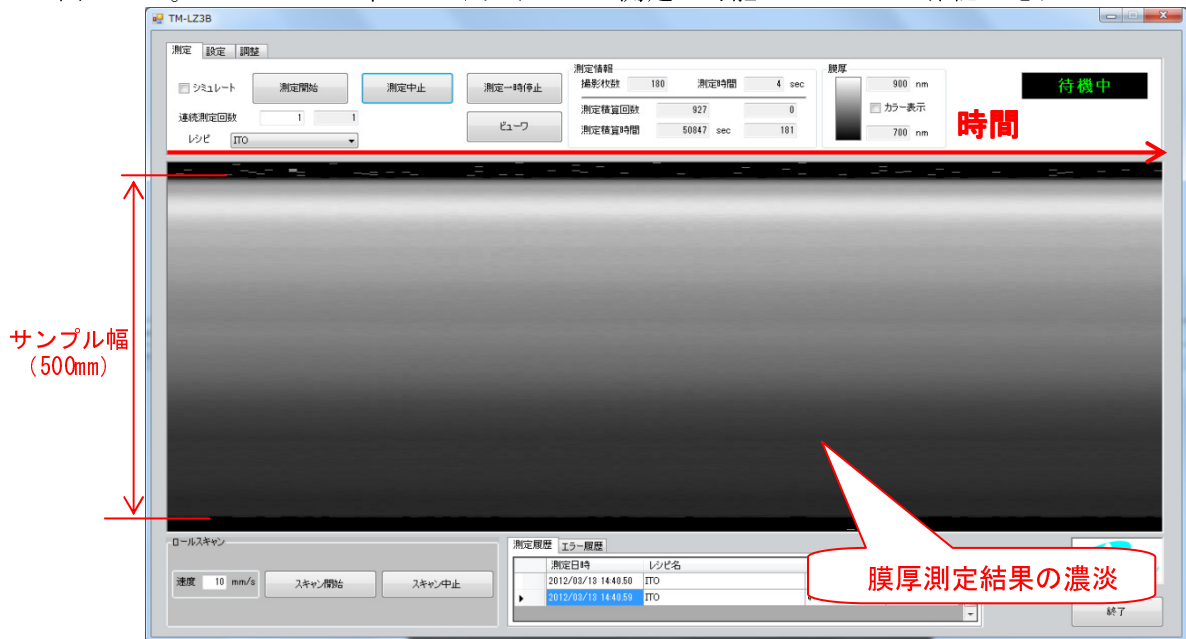 TM-LZ3B
測定 設定 調整
シミュレート 測定開始 測定中止 測定一時停止
連続測定回数 1 1
ビューワ
レシピ ITO
測定情報
撮影枚数 180 測定時間 4 sec
測定積算回数 927 0
測定積算時間 50847 sec 181
膜厚
900 nm
カラー表示
700 nm
待機中
時間
サンプル幅
(500mm)
膜厚測定結果の濃淡
ロールスキャン
速度 10 mm/s スキャン開始 スキャン中止
測定履歴 エラー履歴
測定日時 レシピ名
2012/03/13 14:40:50 ITO
2012/03/13 14:40:59 ITO
終了